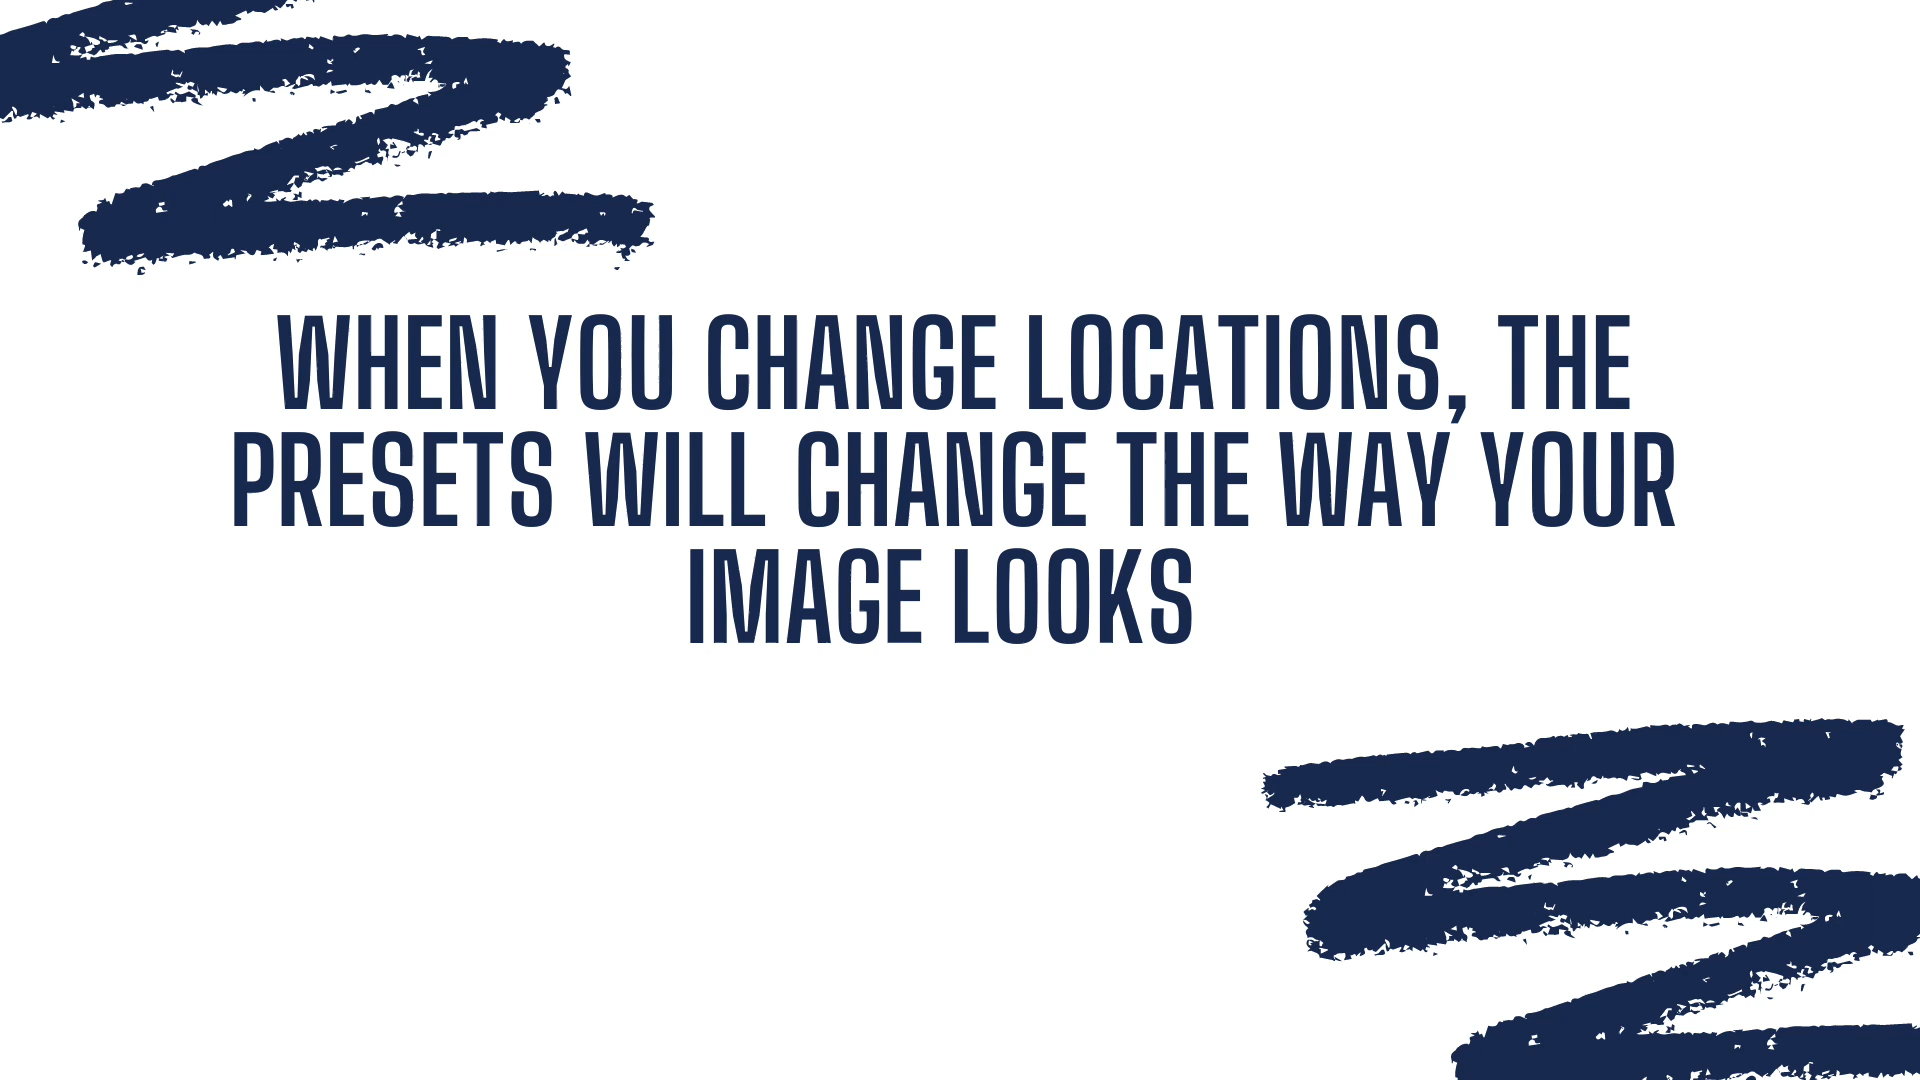 WHEN YOU CHANGE LOCATIONS, THE
PRESETS WILL CHANGE THE WAY YOUR
IMAGE LOOKS